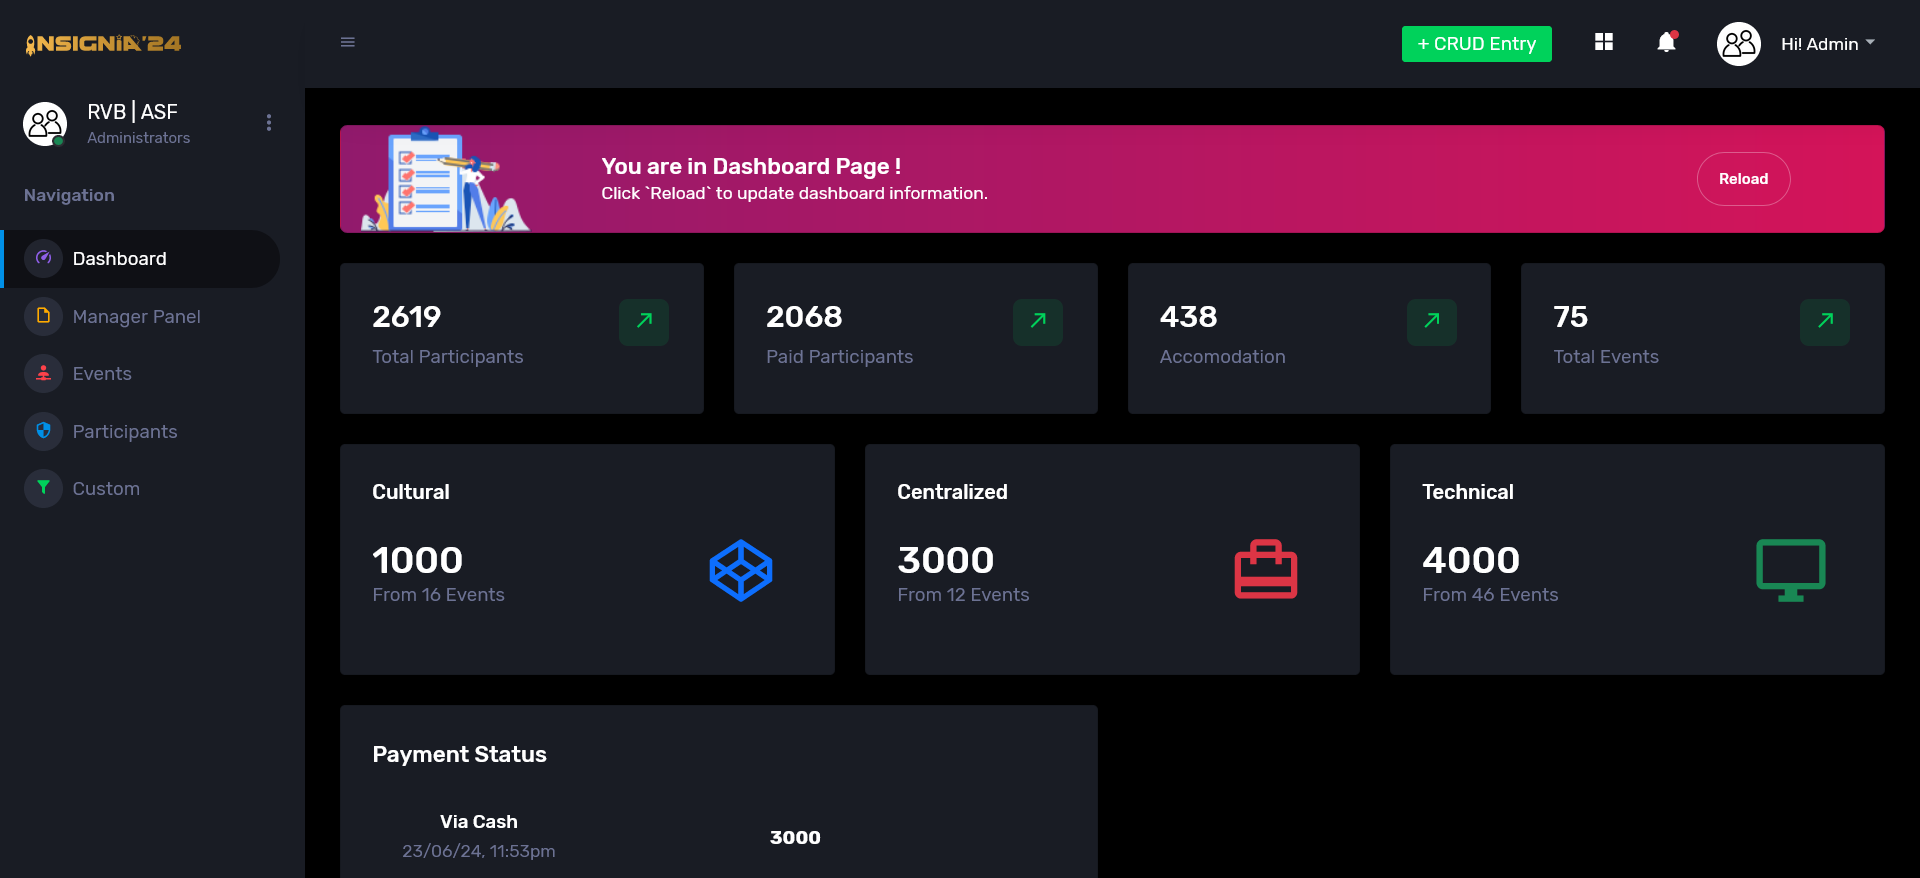 INSIGNIA'24
+ CRUD Entry
Hi! Admin
RVB | ASF
Administrators
Navigation
Dashboard
Manager Panel
Events
Participants
Custom
You are in Dashboard Page !
Click `Reload` to update dashboard information.
Reload
2619
Total Participants
2068
Paid Participants
438
Accomodation
75
Total Events
Cultural
1000
From 16 Events
Centralized
3000
From 12 Events
Technical
4000
From 46 Events
Payment Status
Via Cash
23/06/24, 11:53pm
3000